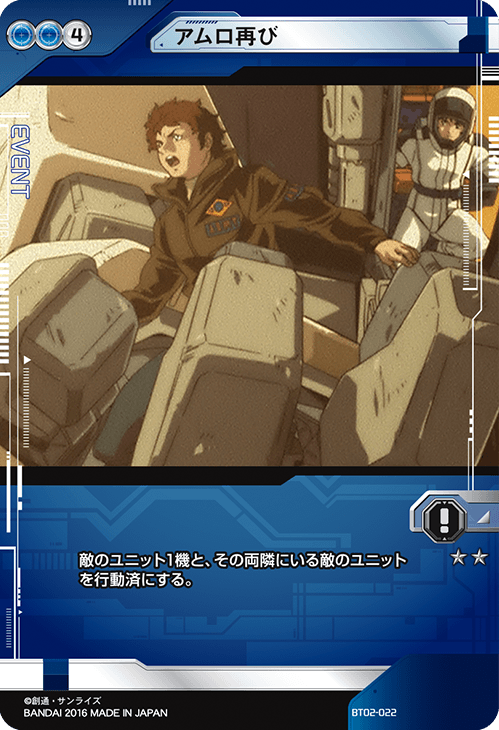 4
アムロ再び
EVENT
敵のユニット1機と、その両隣にいる敵のユニット
を行動済にする。
©創通・サンライズ
BANDAI 2016 MADE IN JAPAN
BT02-022